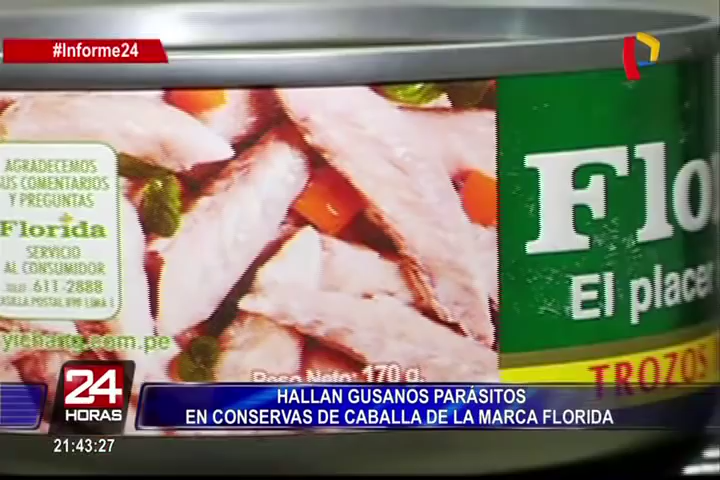 #Informe24
AGRADECEMOS
SUS COMENTARIOS
Y PREGUNTAS
Florida
SERVICIO
AL CONSUMIDOR
611-2888
Flo
El placer
TROZOS
Peso Neto: 170 g.
24
HORAS
HALLAN GUSANOS PARÁSITOS
EN CONSERVAS DE CABALLA DE LA MARCA FLORIDA
21:43:27